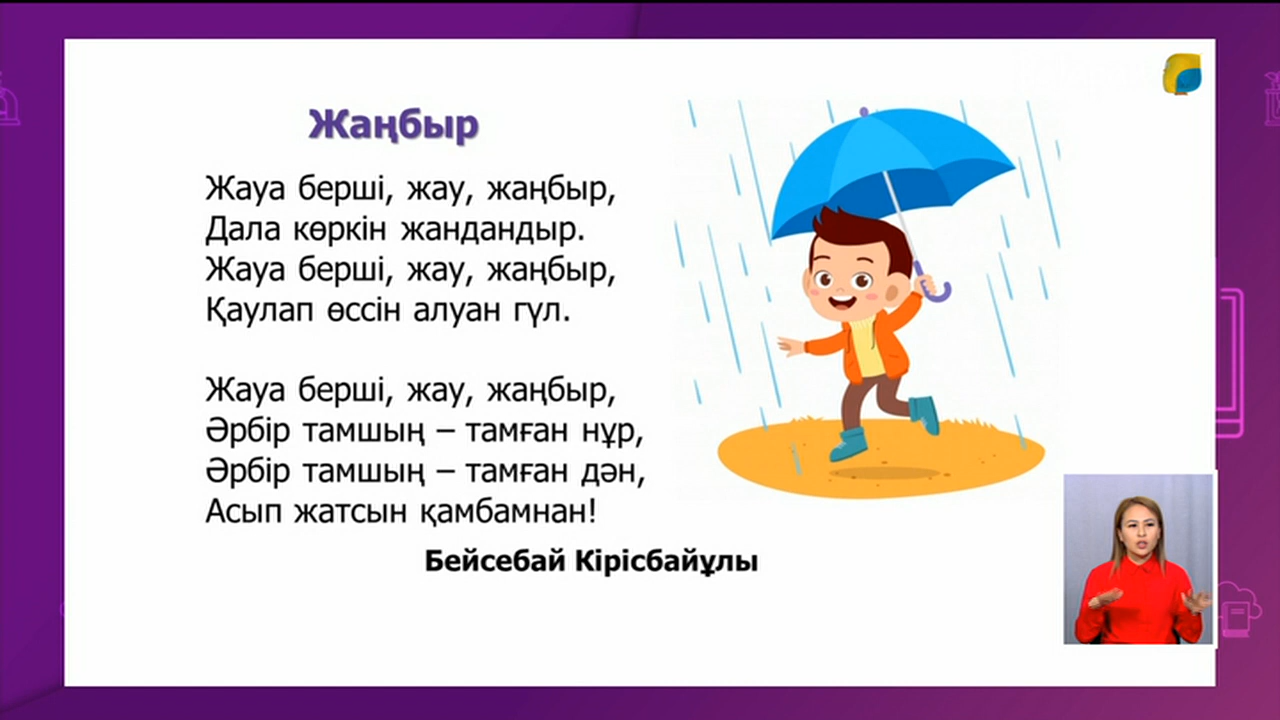 Жаңбыр
Жауа берші, жау, жаңбыр,
Дала көркін жандандыр.
Жауа берші, жау, жаңбыр,
Қаулап өссін алуан гүл.
Жауа берші, жау, жаңбыр,
Әрбір тамшың – тамған нұр,
Әрбір тамшың – тамған дән,
Асып жатсын қамбамнан!
Бейсебай Кірісбайұлы